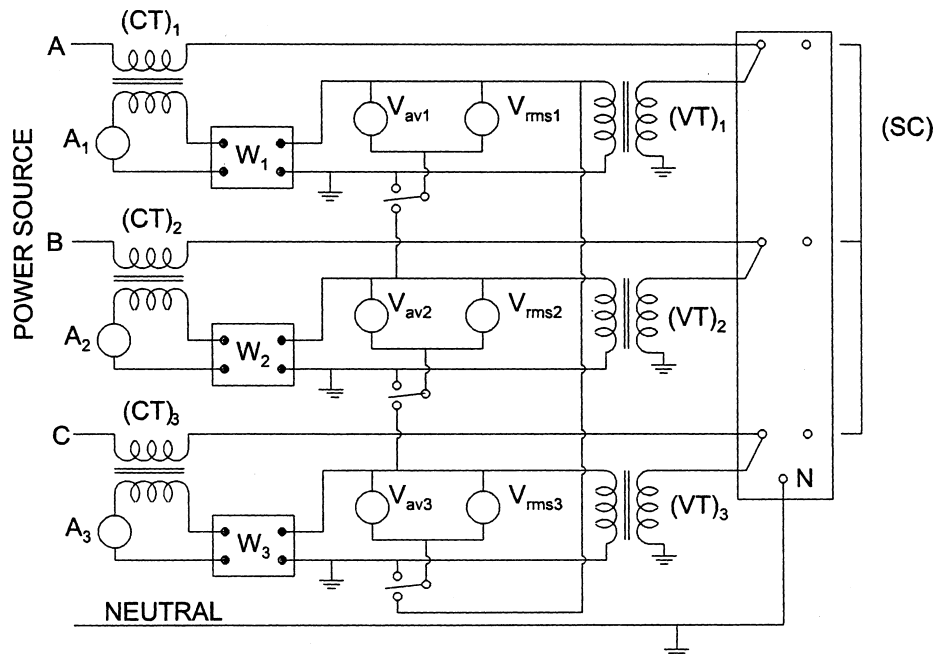 (CT)1
A
A1
W1
Vav1
Vrms1
(VT)1
(SC)
POWER SOURCE
(CT)2
B
A2
W2
Vav2
Vrms2
(VT)2
(CT)3
C
A3
W3
Vav3
Vrms3
(VT)3
N
NEUTRAL